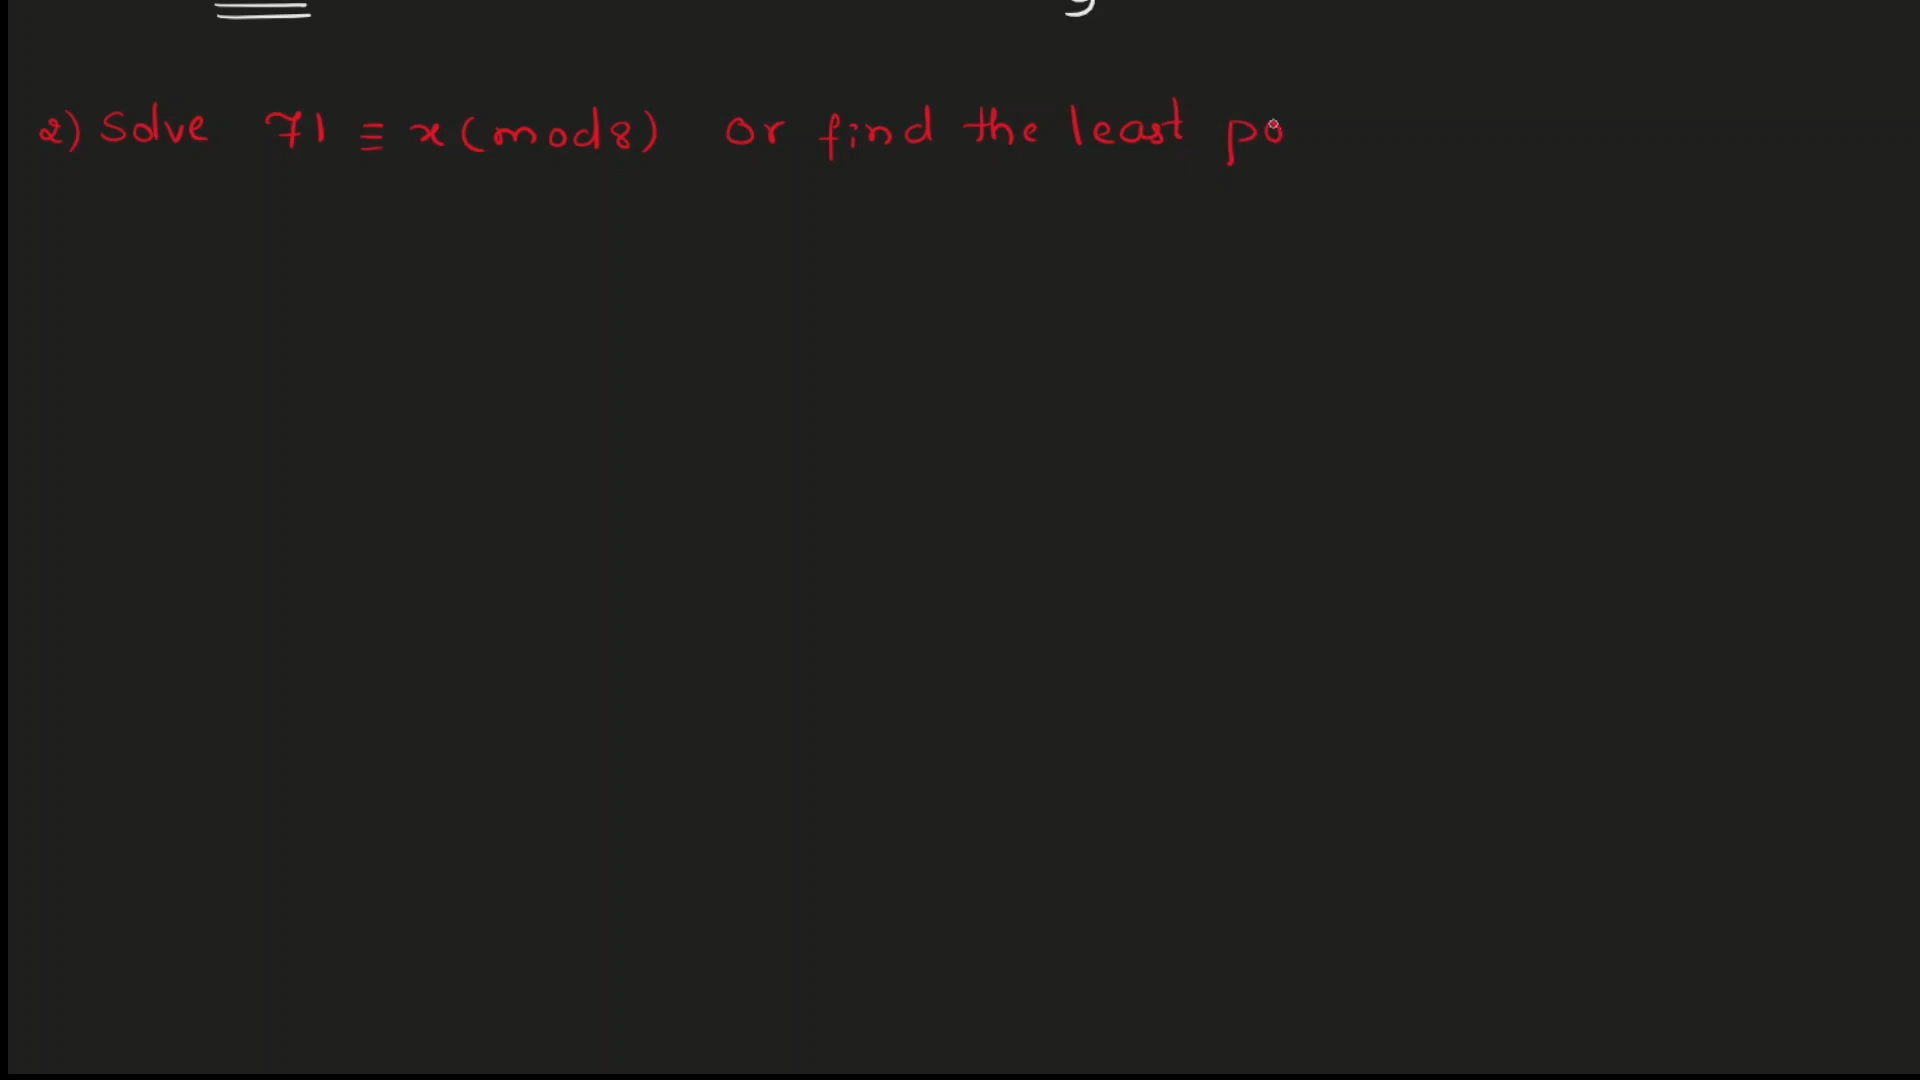 2) Solve 71 ≡ x (mod 8) or find the least po